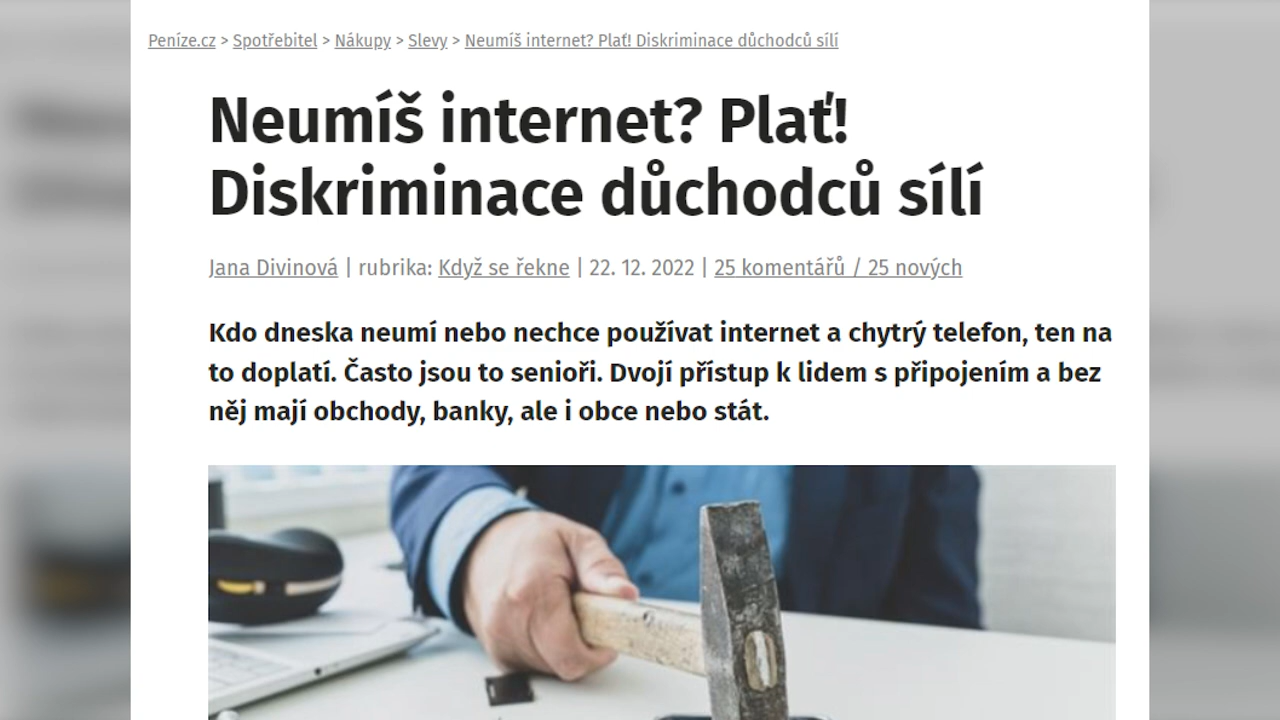 Peníze.cz > Spotřebitel > Nákupy > Slevy > Neumíš internet? Plať! Diskriminace důchodců sílí
Neumíš internet? Plať!
Diskriminace důchodců sílí
Jana Divinová | rubrika: Když se řekne | 22. 12. 2022 | 25 komentářů / 25 nových
Kdo dneska neumí nebo nechce používat internet a chytrý telefon, ten na
to doplatí. Často jsou to senioři. Dvojí přístup k lidem s připojením a bez
něj mají obchody, banky, ale i obce nebo stát.